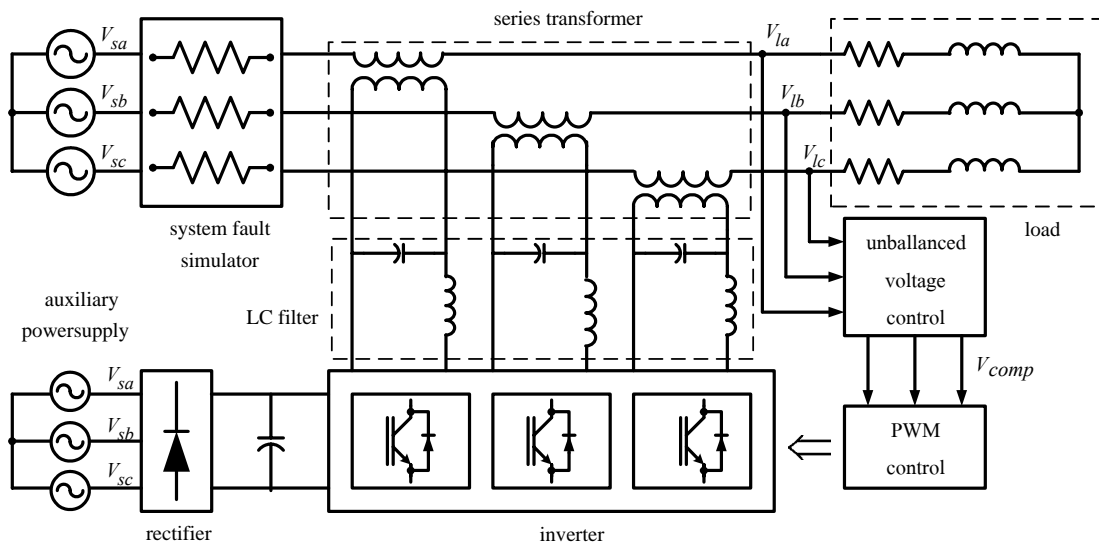 series transformer
Vsa
Vsb
Vsc
Vla
Vlb
Vlc
system fault
simulator
load
unballanced
voltage
control
LC filter
auxiliary
powersupply
Vsa
Vsb
Vsc
Vcomp
PWM
control
rectifier
inverter